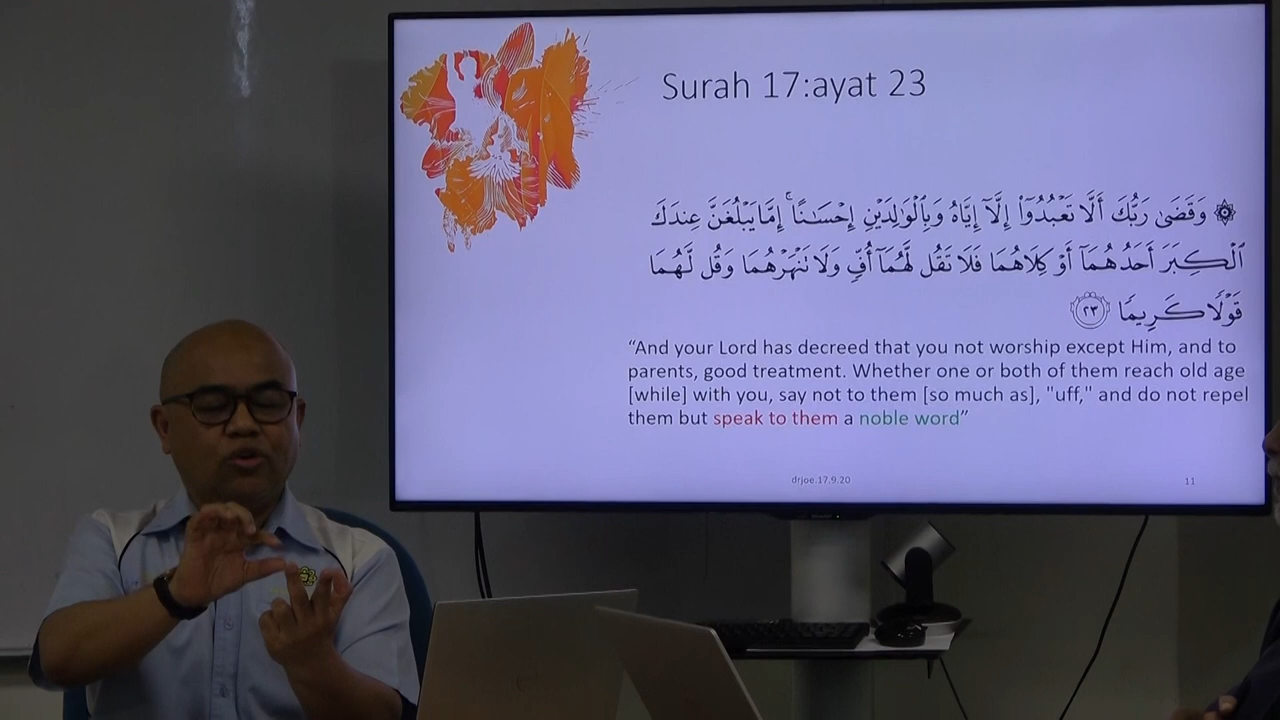 Surah 17:ayat 23
۞ وَقَضَىٰ رَبُّكَ أَلَّا تَعْبُدُوٓا۟ إِلَّآ إِيَّاهُ وَبِٱلْوَٰلِدَيْنِ إِحْسَـٰنًا ۚ إِمَّا يَبْلُغَنَّ عِندَكَ
ٱلْكِبَرَ أَحَدُهُمَآ أَوْ كِلَاهُمَا فَلَا تَقُل لَّهُمَآ أُفٍّ وَلَا تَنْهَرْهُمَا وَقُل لَّهُمَا
قَوْلًا كَرِيمًا ٢٣
“And your Lord has decreed that you not worship except Him, and to
parents, good treatment. Whether one or both of them reach old age
[while] with you, say not to them [so much as], "uff," and do not repel
them but speak to them a noble word”
drjoe.17.9.20
11